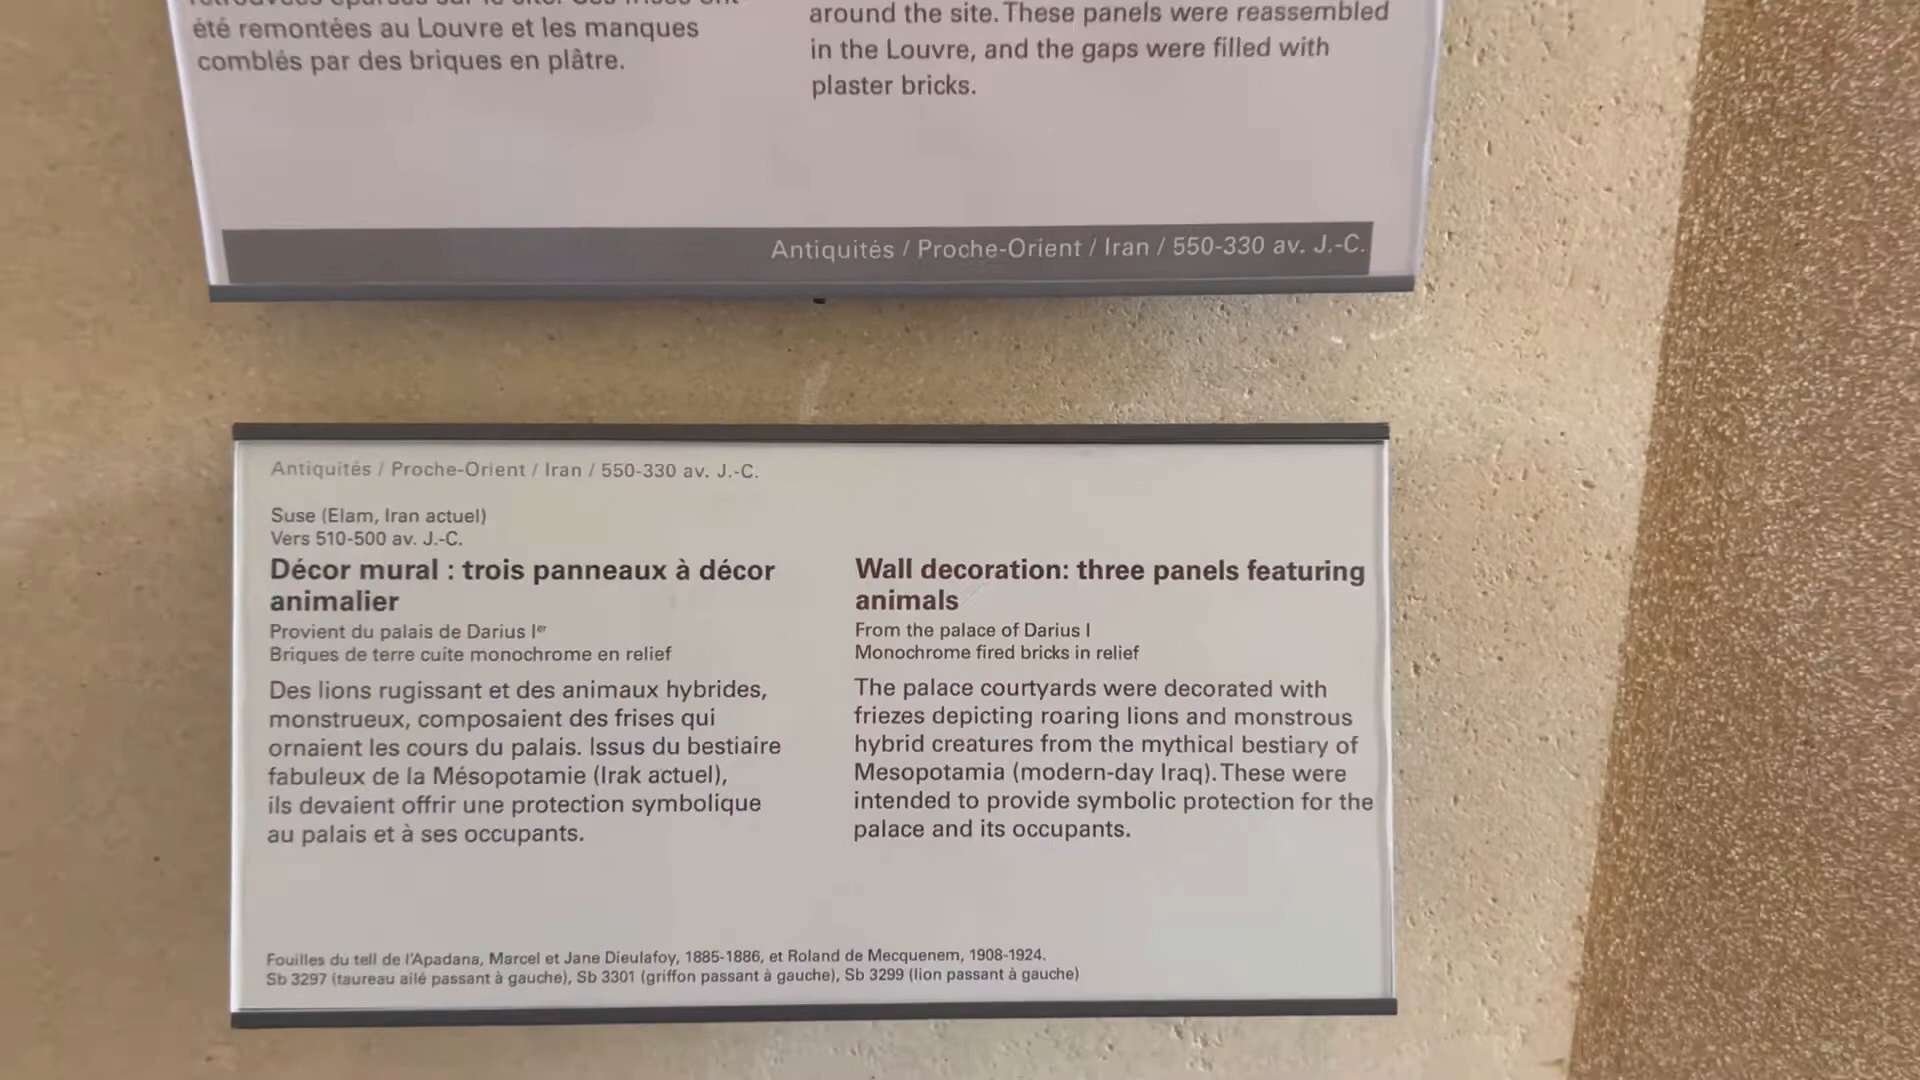 été remontées au Louvre et les manques
comblés par des briques en plâtre.
around the site. These panels were reassembled
in the Louvre, and the gaps were filled with
plaster bricks.
Antiquités / Proche-Orient / Iran / 550-330 av. J.-C.
Antiquités / Proche-Orient / Iran / 550-330 av. J.-C.
Suse (Elam, Iran actuel)
Vers 510-500 av. J.-C.
Décor mural : trois panneaux à décor
animalier
Provient du palais de Darius Ier
Briques de terre cuite monochrome en relief
Des lions rugissant et des animaux hybrides,
monstrueux, composaient des frises qui
ornaient les cours du palais. Issus du bestiaire
fabuleux de la Mésopotamie (Irak actuel),
ils devaient offrir une protection symbolique
au palais et à ses occupants.
Wall decoration: three panels featuring
animals
From the palace of Darius I
Monochrome fired bricks in relief
The palace courtyards were decorated with
friezes depicting roaring lions and monstrous
hybrid creatures from the mythical bestiary of
Mesopotamia (modern-day Iraq). These were
intended to provide symbolic protection for the
palace and its occupants.
Fouilles du tell de l'Apadana, Marcel et Jane Dieulafoy, 1885-1886, et Roland de Mecquenem, 1908-1924.
Sb 3297 (taureau ailé passant à gauche), Sb 3301 (griffon passant à gauche), Sb 3299 (lion passant à gauche)